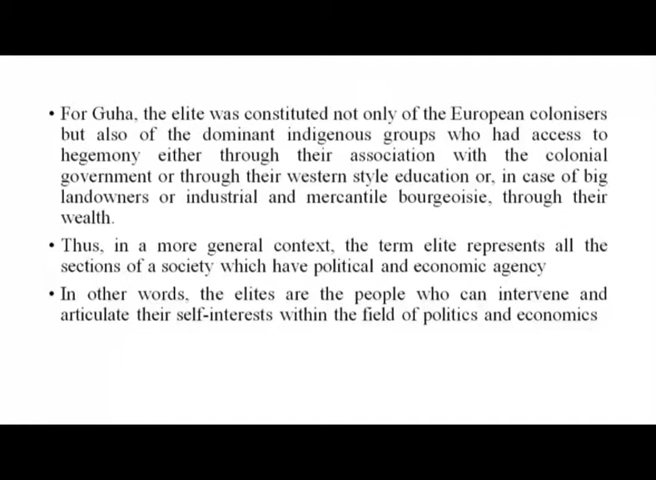 • For Guha, the elite was constituted not only of the European colonisers
but also of the dominant indigenous groups who had access to
hegemony either through their association with the colonial
government or through their western style education or, in case of big
landowners or industrial and mercantile bourgeoisie, through their
wealth.
• Thus, in a more general context, the term elite represents all the
sections of a society which have political and economic agency
• In other words, the elites are the people who can intervene and
articulate their self-interests within the field of politics and economics